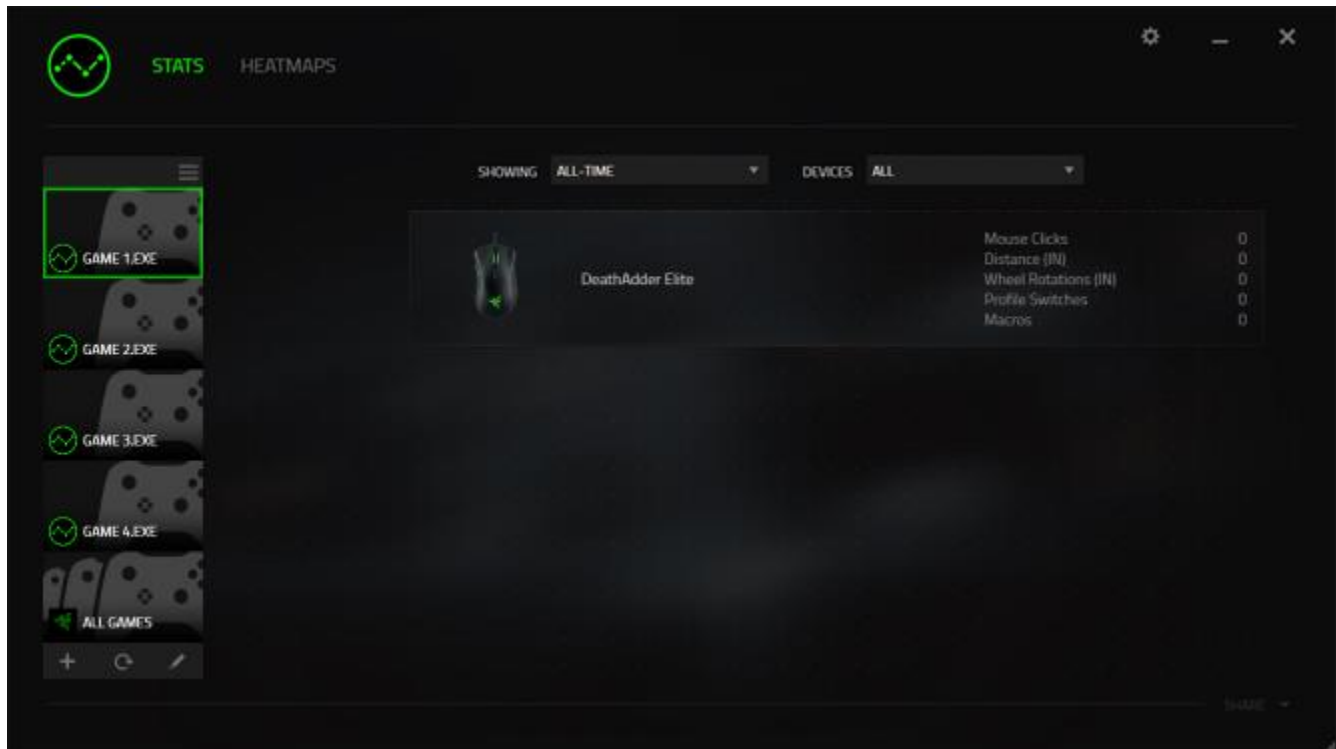 STATS HEATMAPS
SHOWING ALL-TIME DEVICES ALL
GAME 1.EXE
GAME 2.EXE
GAME 3.EXE
GAME 4.EXE
ALL GAMES
DeathAdder Elite
Mouse Clicks 0
Distance (IN) 0
Wheel Rotations (IN) 0
Profile Switches 0
Macros 0
SHARE